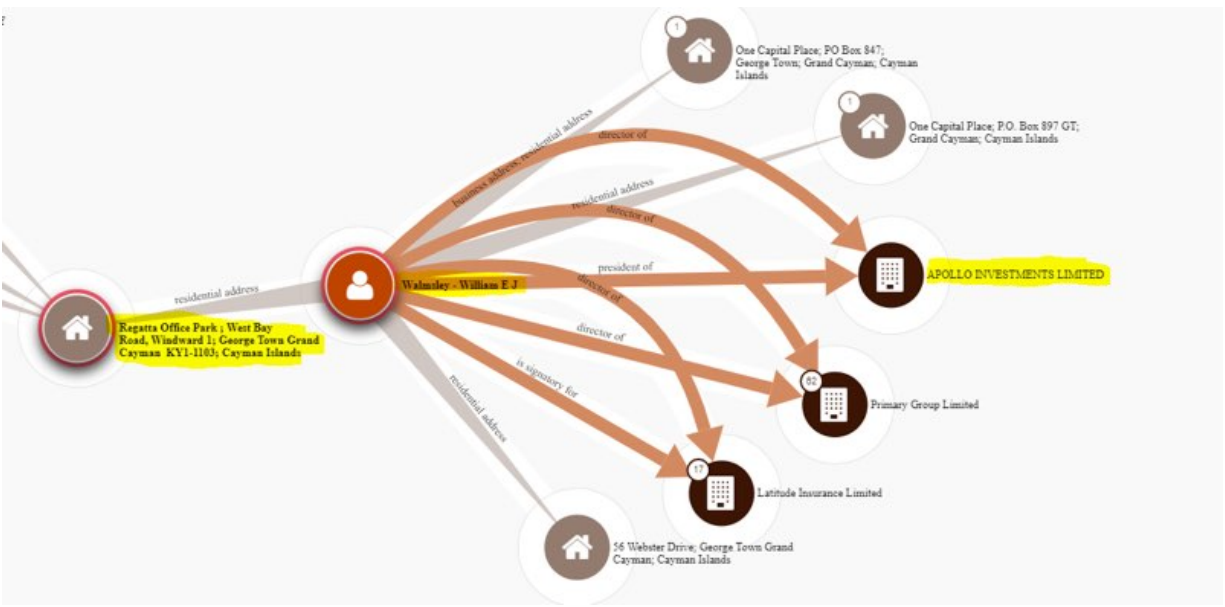 1
One Capital Place; PO Box 847;
George Town; Grand Cayman; Cayman
Islands
1
One Capital Place; P.O. Box 897 GT;
Grand Cayman; Cayman Islands
director of
business address, residential address
residential address
director of
president of
APOLLO INVESTMENTS LIMITED
Walmsley - William E J
director of
residential address
Regatta Office Park ; West Bay
Road, Windward 1; George Town Grand
Cayman KY1-1103; Cayman Islands
director of
is signatory for
residential address
82
Primary Group Limited
17
Latitude Insurance Limited
56 Webster Drive; George Town Grand
Cayman; Cayman Islands